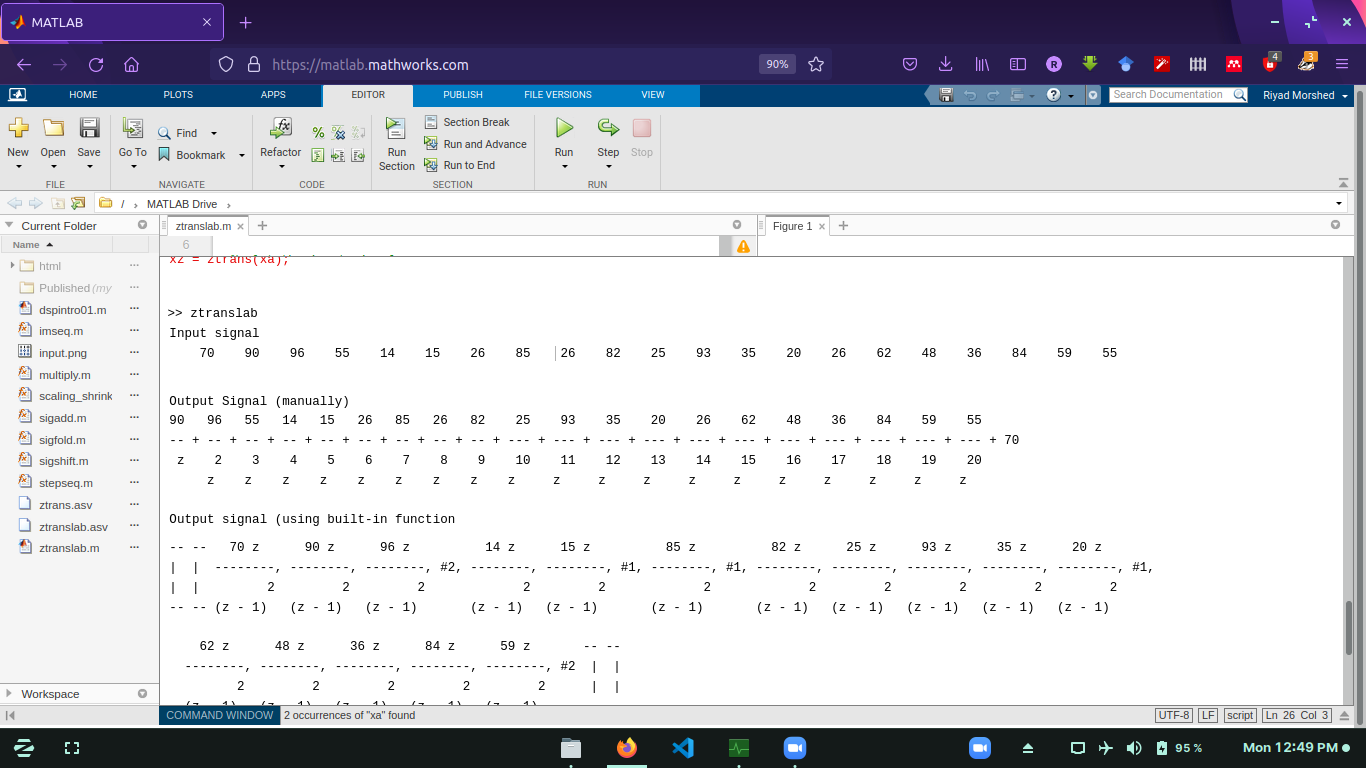 MATLAB
https://matlab.mathworks.com 90%
4 3
HOME PLOTS APPS EDITOR PUBLISH FILE VERSIONS VIEW Search Documentation Riyad Morshed
New Open Save Go To Find Bookmark Refactor Run Section Section Break Run and Advance Run to End Run Step Stop
FILE NAVIGATE CODE SECTION RUN
/ › MATLAB Drive ›
Current Folder
Name
html
Published (my
dspintro01.m
imseq.m
input.png
multiply.m
scaling_shrink
sigadd.m
sigfold.m
sigshift.m
stepseq.m
ztrans.asv
ztranslab.asv
ztranslab.m
Workspace
ztranslab.m
Figure 1
6
xz = ztrans(xa);
>> ztranslab
Input signal
70 90 96 55 14 15 26 85 26 82 25 93 35 20 26 62 48 36 84 59 55
Output Signal (manually)
90 96 55 14 15 26 85 26 82 25 93 35 20 26 62 48 36 84 59 55
-- + -- + -- + -- + -- + -- + -- + -- + -- + --- + --- + --- + --- + --- + --- + --- + --- + --- + --- + --- + 70
z 2 3 4 5 6 7 8 9 10 11 12 13 14 15 16 17 18 19 20
z z z z z z z z z z z z z z z z z z z
Output signal (using built-in function
-- -- 70 z 90 z 96 z 14 z 15 z 85 z 82 z 25 z 93 z 35 z 20 z
| | --------, --------, --------, #2, --------, --------, #1, --------, #1, --------, --------, --------, --------, --------, #1,
| | 2 2 2 2 2 2 2 2 2 2 2
-- -- (z - 1) (z - 1) (z - 1) (z - 1) (z - 1) (z - 1) (z - 1) (z - 1) (z - 1) (z - 1) (z - 1)
62 z 48 z 36 z 84 z 59 z -- --
--------, --------, --------, --------, --------, #2 | |
2 2 2 2 2 | |
(z - 1) (z - 1) (z - 1) (z - 1) (z - 1)
COMMAND WINDOW 2 occurrences of "xa" found UTF-8 LF script Ln 26 Col 3
95 % Mon 12:49 PM